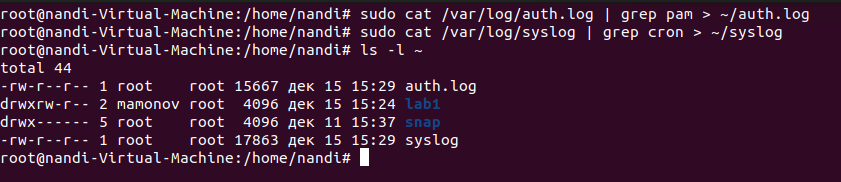 root@nandi-Virtual-Machine:/home/nandi# sudo cat /var/log/auth.log | grep pam > ~/auth.log
root@nandi-Virtual-Machine:/home/nandi# sudo cat /var/log/syslog | grep cron > ~/syslog
root@nandi-Virtual-Machine:/home/nandi# ls -l ~
total 44
-rw-r--r-- 1 root    root 15667 дек 15 15:29 auth.log
drwxrw-r-- 2 mamonov root  4096 дек 15 15:24 lab1
drwx------ 5 root    root  4096 дек 11 15:37 snap
-rw-r--r-- 1 root    root 17863 дек 15 15:29 syslog
root@nandi-Virtual-Machine:/home/nandi#